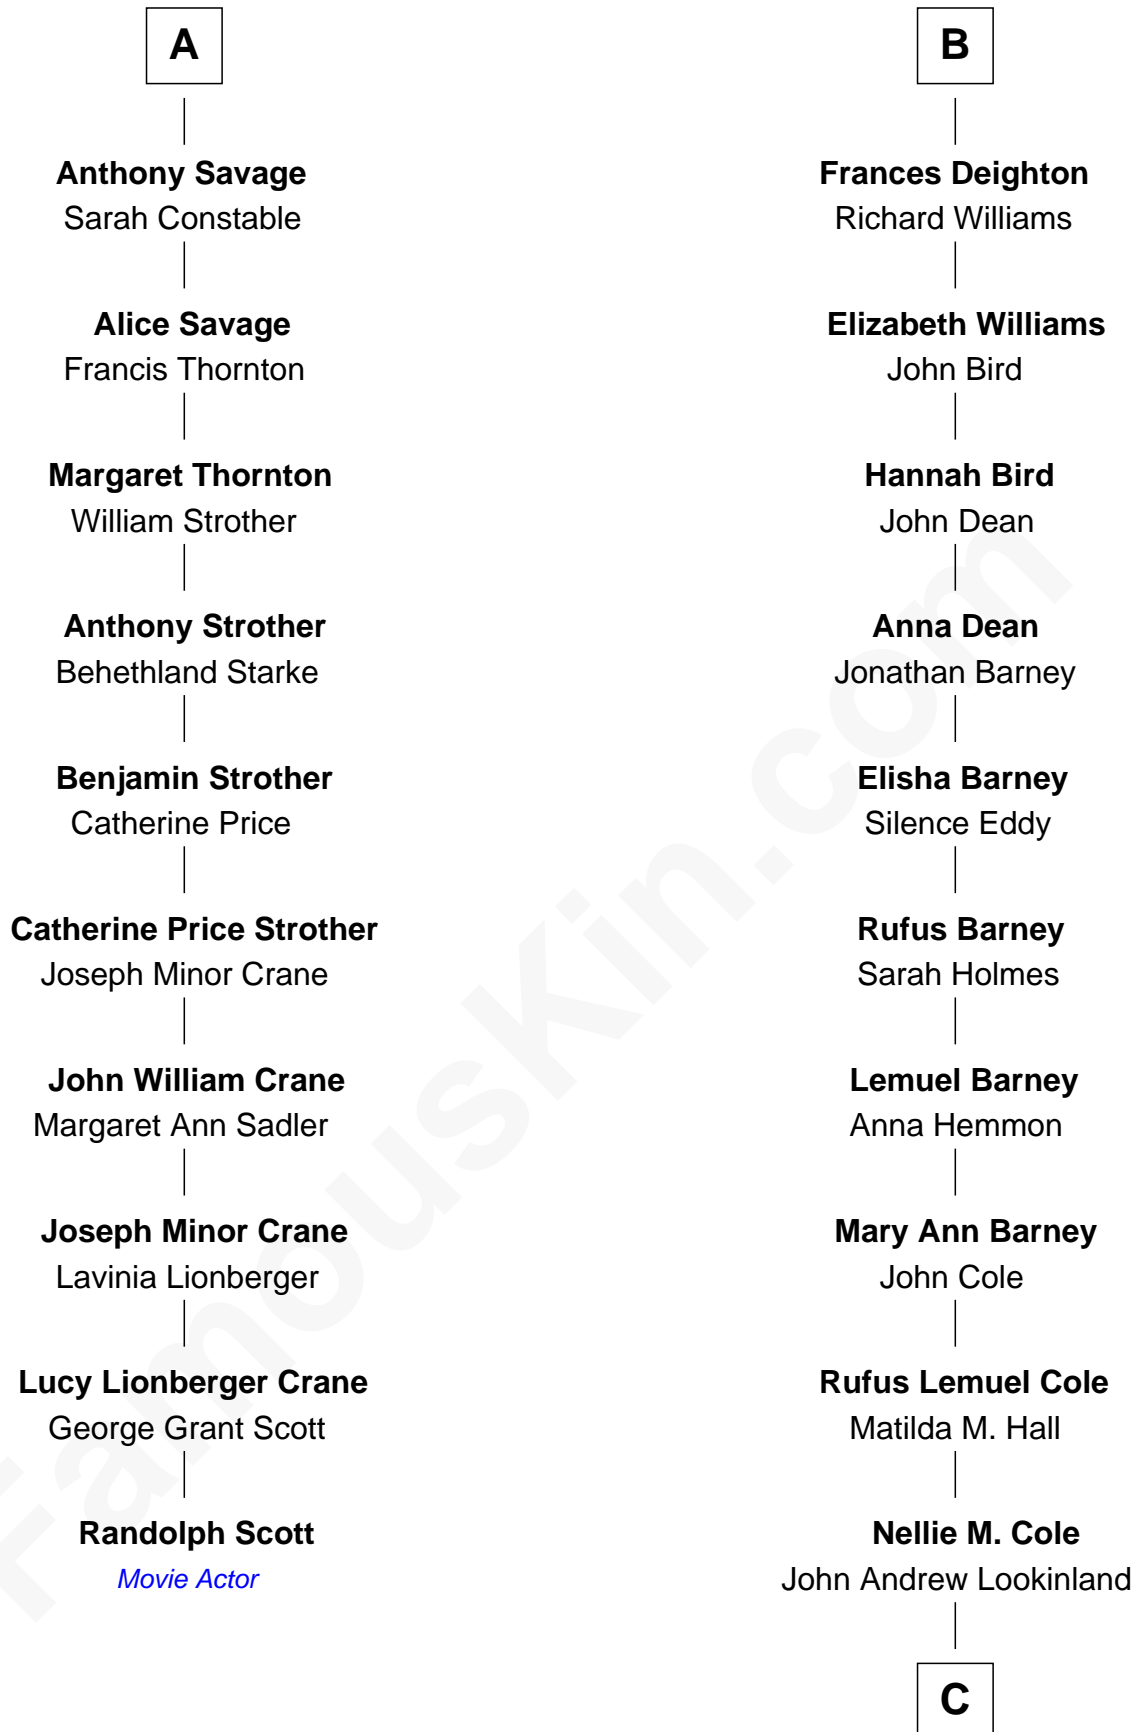 A
Anthony Savage
Sarah Constable
Alice Savage
Francis Thornton
Margaret Thornton
William Strother
Anthony Strother
Behethland Starke
Benjamin Strother
Catherine Price
Catherine Price Strother
Joseph Minor Crane
John William Crane
Margaret Ann Sadler
Joseph Minor Crane
Lavinia Lionberger
Lucy Lionberger Crane
George Grant Scott
Randolph Scott
Movie Actor
B
Frances Deighton
Richard Williams
Elizabeth Williams
John Bird
Hannah Bird
John Dean
Anna Dean
Jonathan Barney
Elisha Barney
Silence Eddy
Rufus Barney
Sarah Holmes
Lemuel Barney
Anna Hemmon
Mary Ann Barney
John Cole
Rufus Lemuel Cole
Matilda M. Hall
Nellie M. Cole
John Andrew Lookinland
C
FamousKin.com